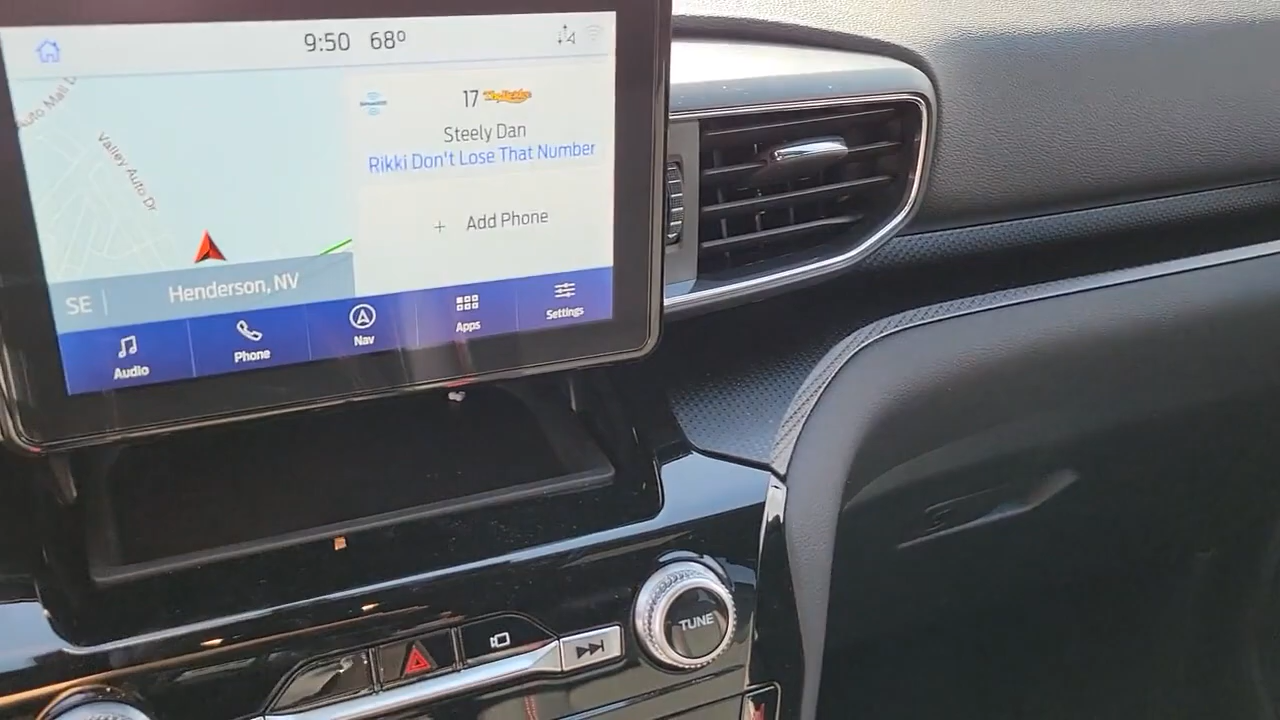 9:50 68°
Auto Mall
Valley Auto Dr
17
Steely Dan
Rikki Don't Lose That Number
+ Add Phone
SE Henderson, NV
Audio
Phone
Nav
Apps
Settings
TUNE